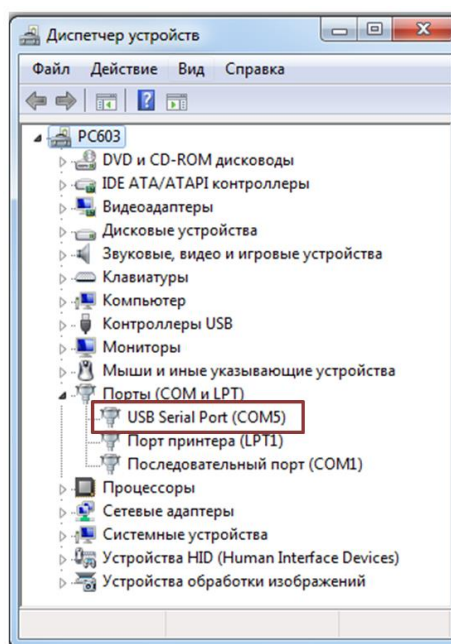 Диспетчер устройств
Файл Действие Вид Справка
PC603
DVD и CD-ROM дисководы
IDE ATA/ATAPI контроллеры
Видеоадаптеры
Дисковые устройства
Звуковые, видео и игровые устройства
Клавиатуры
Компьютер
Контроллеры USB
Мониторы
Мыши и иные указывающие устройства
Порты (COM и LPT)
USB Serial Port (COM5)
Порт принтера (LPT1)
Последовательный порт (COM1)
Процессоры
Сетевые адаптеры
Системные устройства
Устройства HID (Human Interface Devices)
Устройства обработки изображений